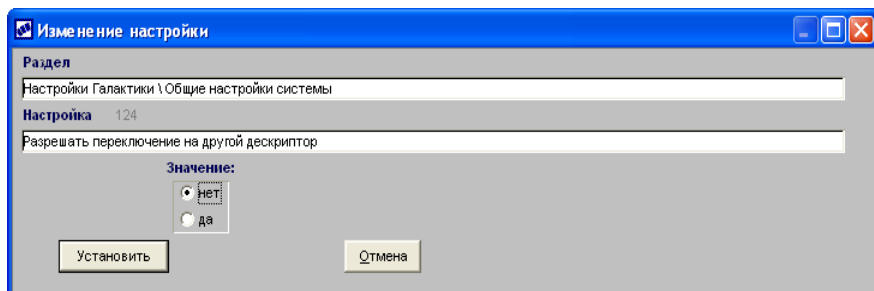 Изменение настройки
Раздел
Настройки Галактики \ Общие настройки системы
Настройка 124
Разрешать переключение на другой дескриптор
Значение:
нет
да
Установить Отмена